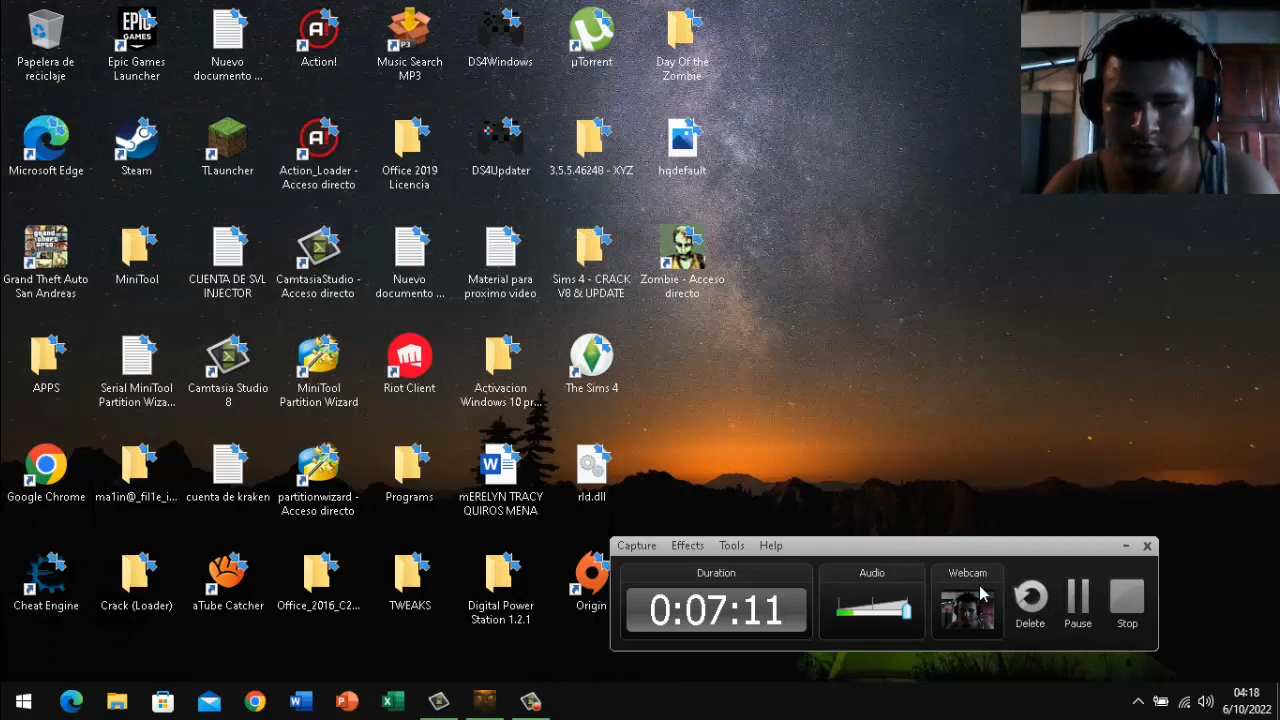 Papelera de
reciclaje
EPIC
GAMES
Epic Games
Launcher
Nuevo
documento ...
Action!
P3
Music Search
MP3
DS4Windows
µTorrent
Day Of the
Zombie
Microsoft Edge
Steam
TLauncher
Action_Loader -
Acceso directo
Office 2019
Licencia
DS4Updater
3.5.5.46248 - XYZ
hqdefault
Grand Theft Auto
San Andreas
MiniTool
CUENTA DE SVL
INJECTOR
CamtasiaStudio -
Acceso directo
Nuevo
documento ...
Material para
proximo video
Sims 4 - CRACK
V8 & UPDATE
Zombie - Acceso
directo
APPS
Serial MiniTool
Partition Wiza...
Camtasia Studio
8
MiniTool
Partition Wizard
Riot Client
Activacion
Windows 10 pr...
The Sims 4
Google Chrome
ma1in@_fil1e_i...
cuenta de kraken
partitionwizard -
Acceso directo
Programs
mERELYN TRACY
QUIROS MENA
rld.dll
Cheat Engine
Crack (Loader)
aTube Catcher
Office_2016_C2...
TWEAKS
Digital Power
Station 1.2.1
Origin
Capture Effects Tools Help
Duration
0:07:11
Audio
Webcam
Delete
Pause
Stop
04:18
6/10/2022